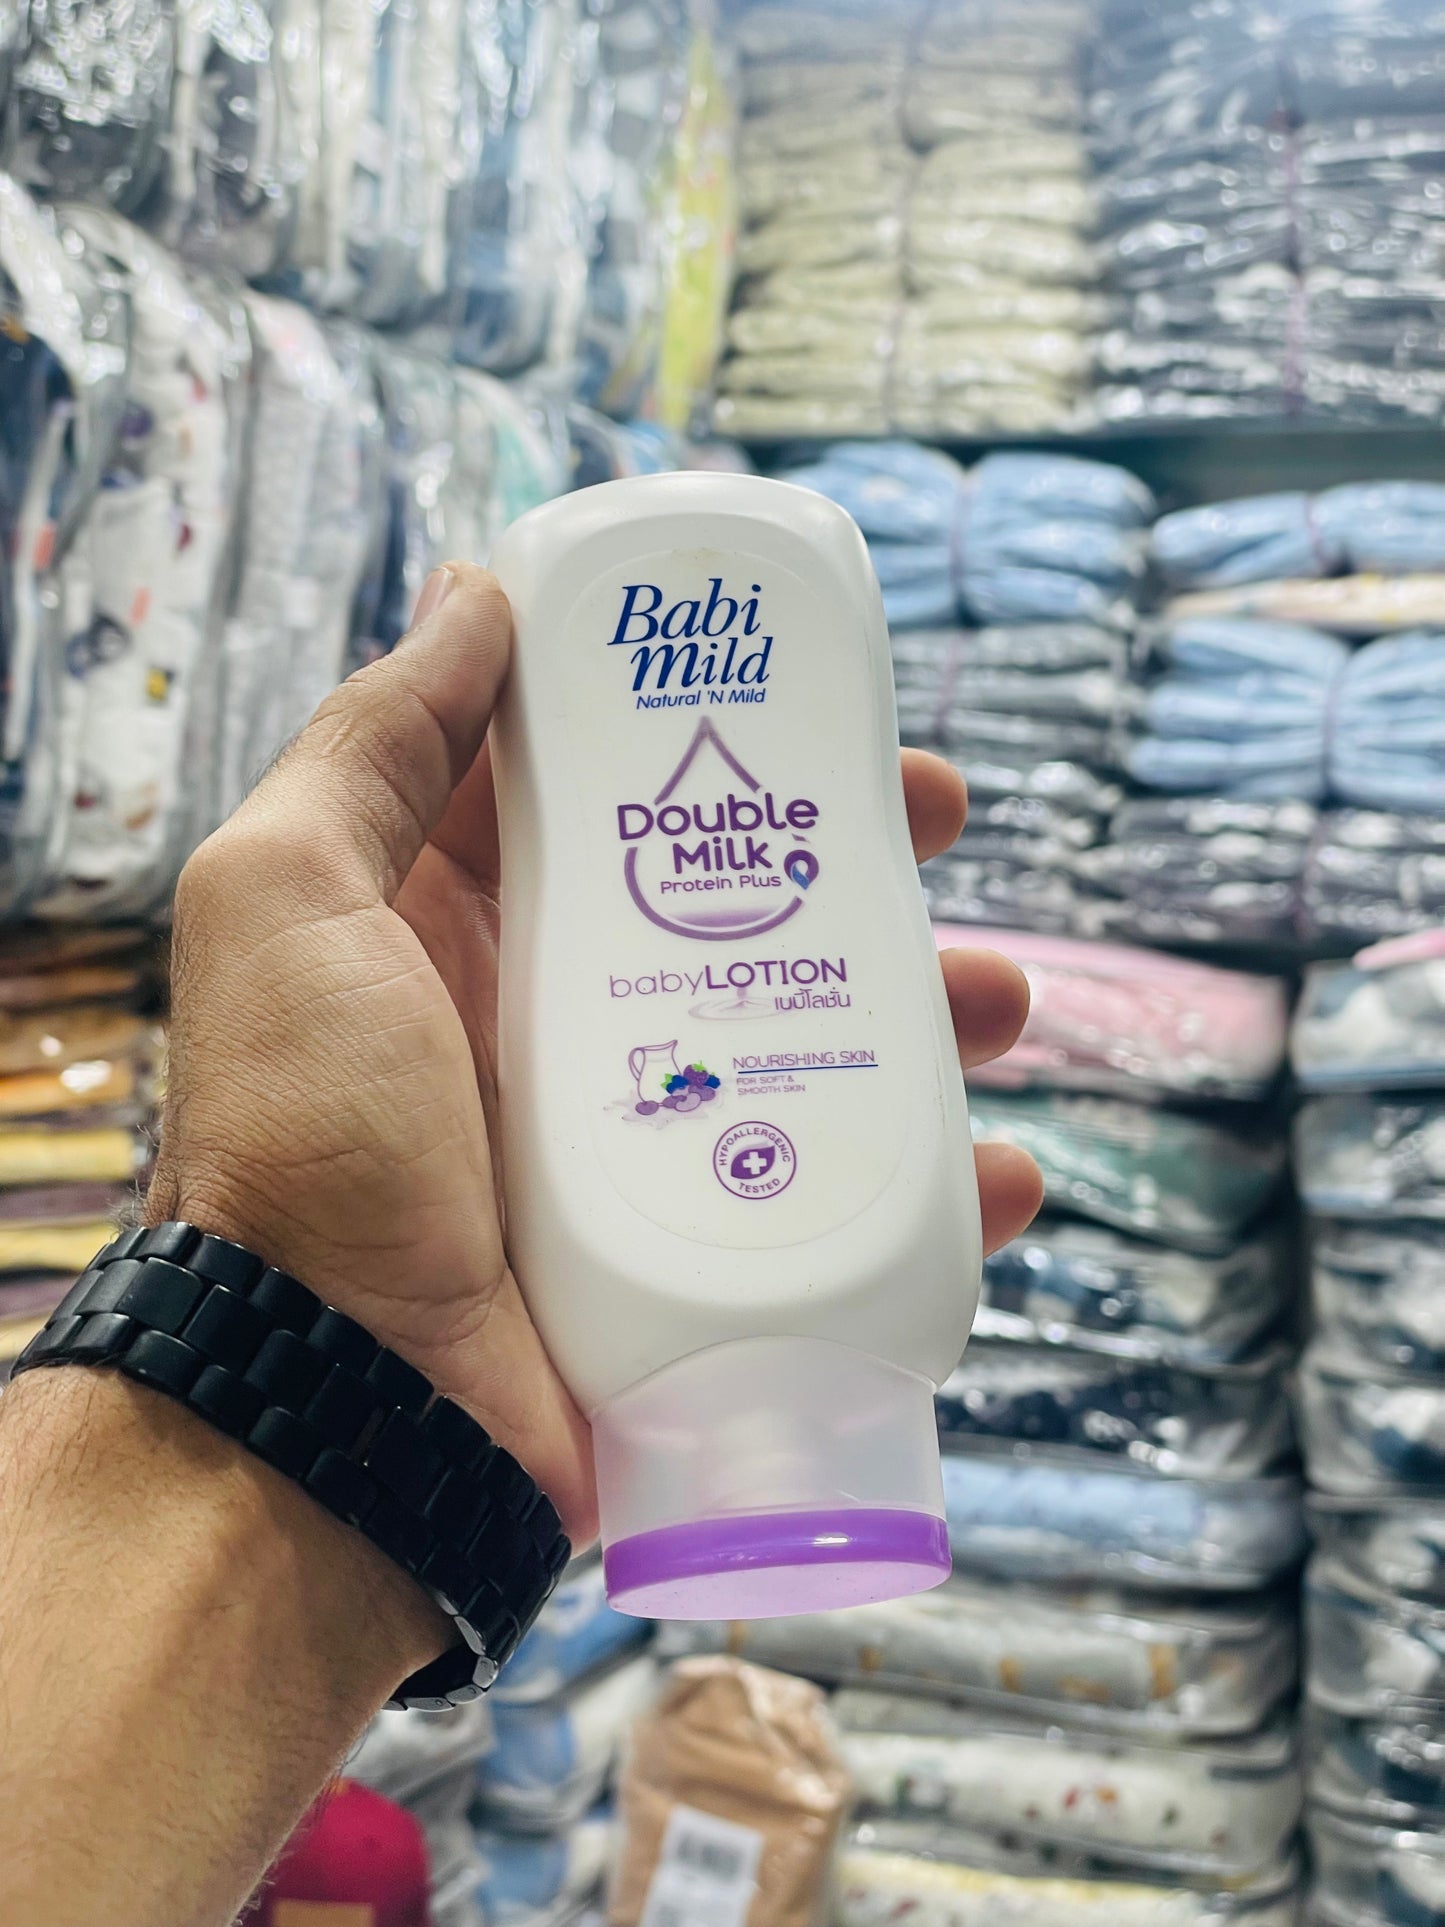 Babi
mild
Natural 'N Mild
Double
Milk
Protein Plus
babyLOTION
เบบี้โลชั่น
NOURISHING SKIN
FOR SOFT &
SMOOTH SKIN
HYPOALLERGENIC
TESTED